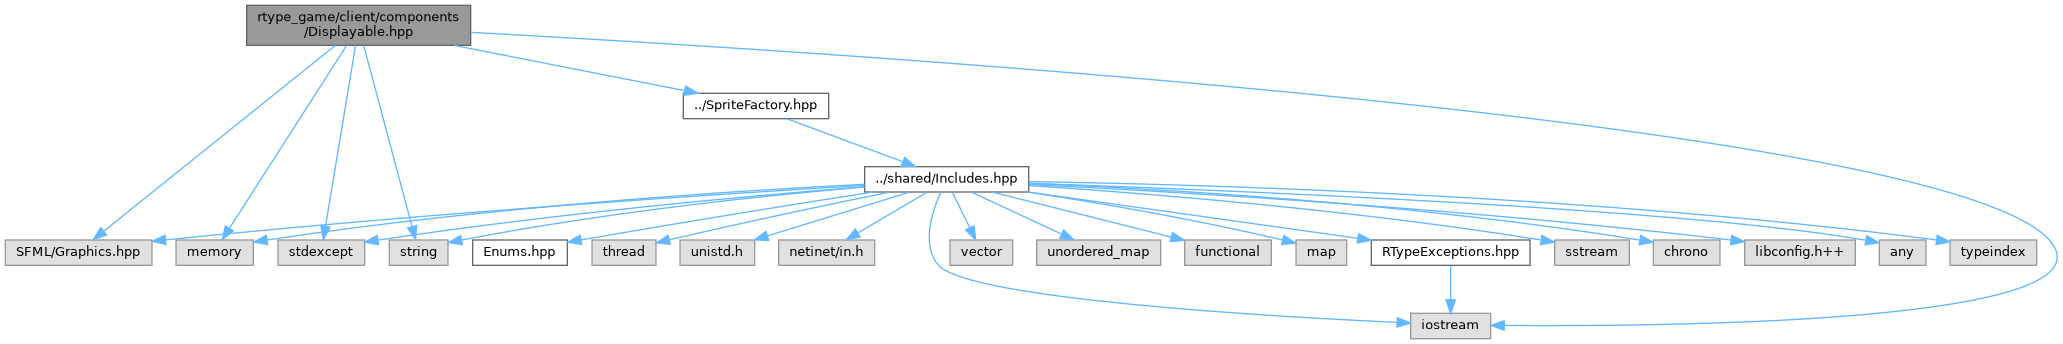 rtype_game/client/components
/Displayable.hpp
../SpriteFactory.hpp
../shared/Includes.hpp
SFML/Graphics.hpp
memory
stdexcept
string
Enums.hpp
thread
unistd.h
netinet/in.h
vector
unordered_map
functional
map
RTypeExceptions.hpp
sstream
chrono
libconfig.h++
any
typeindex
iostream